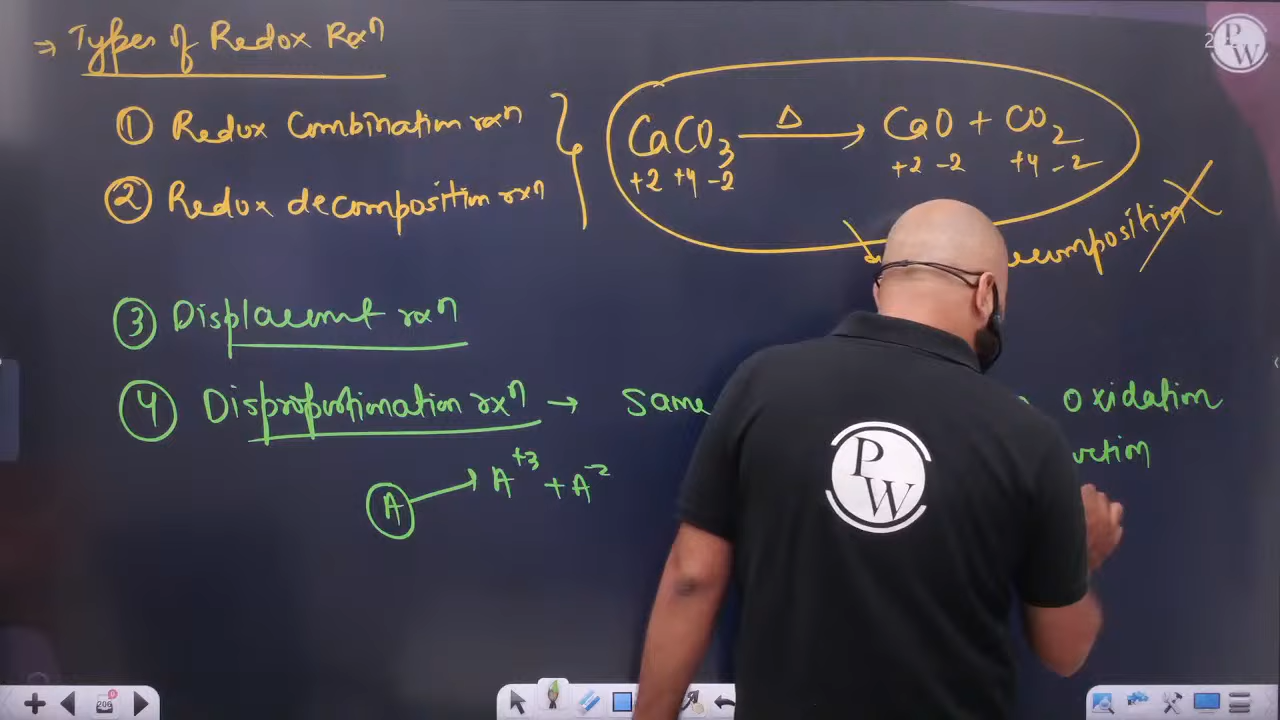 ⇒ Types of Redox Rxn
① Redox Combination rxn
② Redox decomposition rxn
CaCO₃ —Δ→ CaO + CO₂
+2 +4 -2 +2 -2 +4 -2
③ Displacement rxn
④ Disproportionation rxn → Same oxidation
A → A⁺³ + A⁻²
PW
PW
206